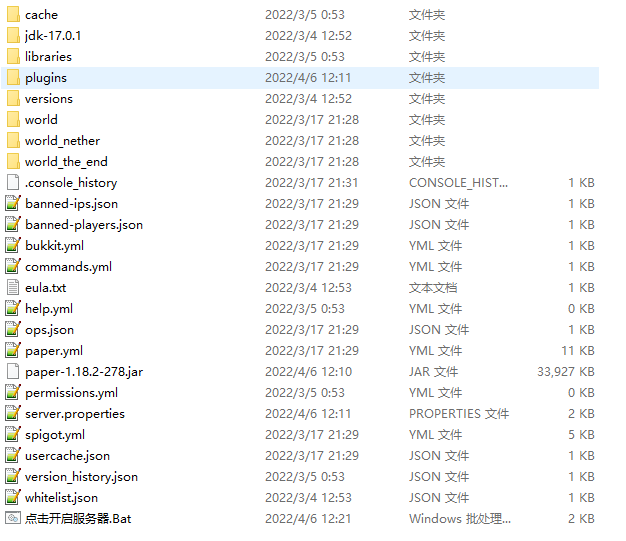 cache 2022/3/5 0:53 文件夹
jdk-17.0.1 2022/3/4 12:52 文件夹
libraries 2022/3/5 0:53 文件夹
plugins 2022/4/6 12:11 文件夹
versions 2022/3/4 12:52 文件夹
world 2022/3/17 21:28 文件夹
world_nether 2022/3/17 21:28 文件夹
world_the_end 2022/3/17 21:28 文件夹
.console_history 2022/3/17 21:31 CONSOLE_HIST... 1 KB
banned-ips.json 2022/3/17 21:29 JSON 文件 1 KB
banned-players.json 2022/3/17 21:29 JSON 文件 1 KB
bukkit.yml 2022/3/17 21:29 YML 文件 1 KB
commands.yml 2022/3/17 21:29 YML 文件 1 KB
eula.txt 2022/3/4 12:53 文本文档 1 KB
help.yml 2022/3/5 0:53 YML 文件 0 KB
ops.json 2022/3/17 21:29 JSON 文件 1 KB
paper.yml 2022/3/17 21:29 YML 文件 11 KB
paper-1.18.2-278.jar 2022/4/6 12:10 JAR 文件 33,927 KB
permissions.yml 2022/3/5 0:53 YML 文件 0 KB
server.properties 2022/4/6 12:11 PROPERTIES 文件 2 KB
spigot.yml 2022/3/17 21:29 YML 文件 5 KB
usercache.json 2022/3/17 21:29 JSON 文件 1 KB
version_history.json 2022/3/5 0:53 JSON 文件 1 KB
whitelist.json 2022/3/4 12:53 JSON 文件 1 KB
点击开启服务器.Bat 2022/4/6 12:21 Windows 批处理... 2 KB